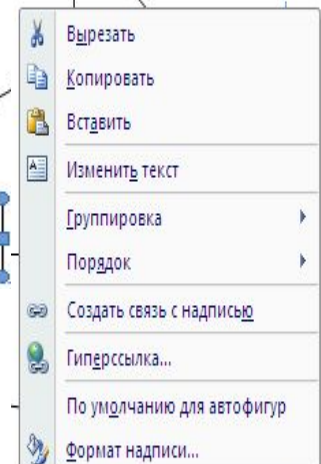 Вырезать
Копировать
Вставить
Изменить текст
Группировка
Порядок
Создать связь с надписью
Гиперссылка...
По умолчанию для автофигур
Формат надписи...